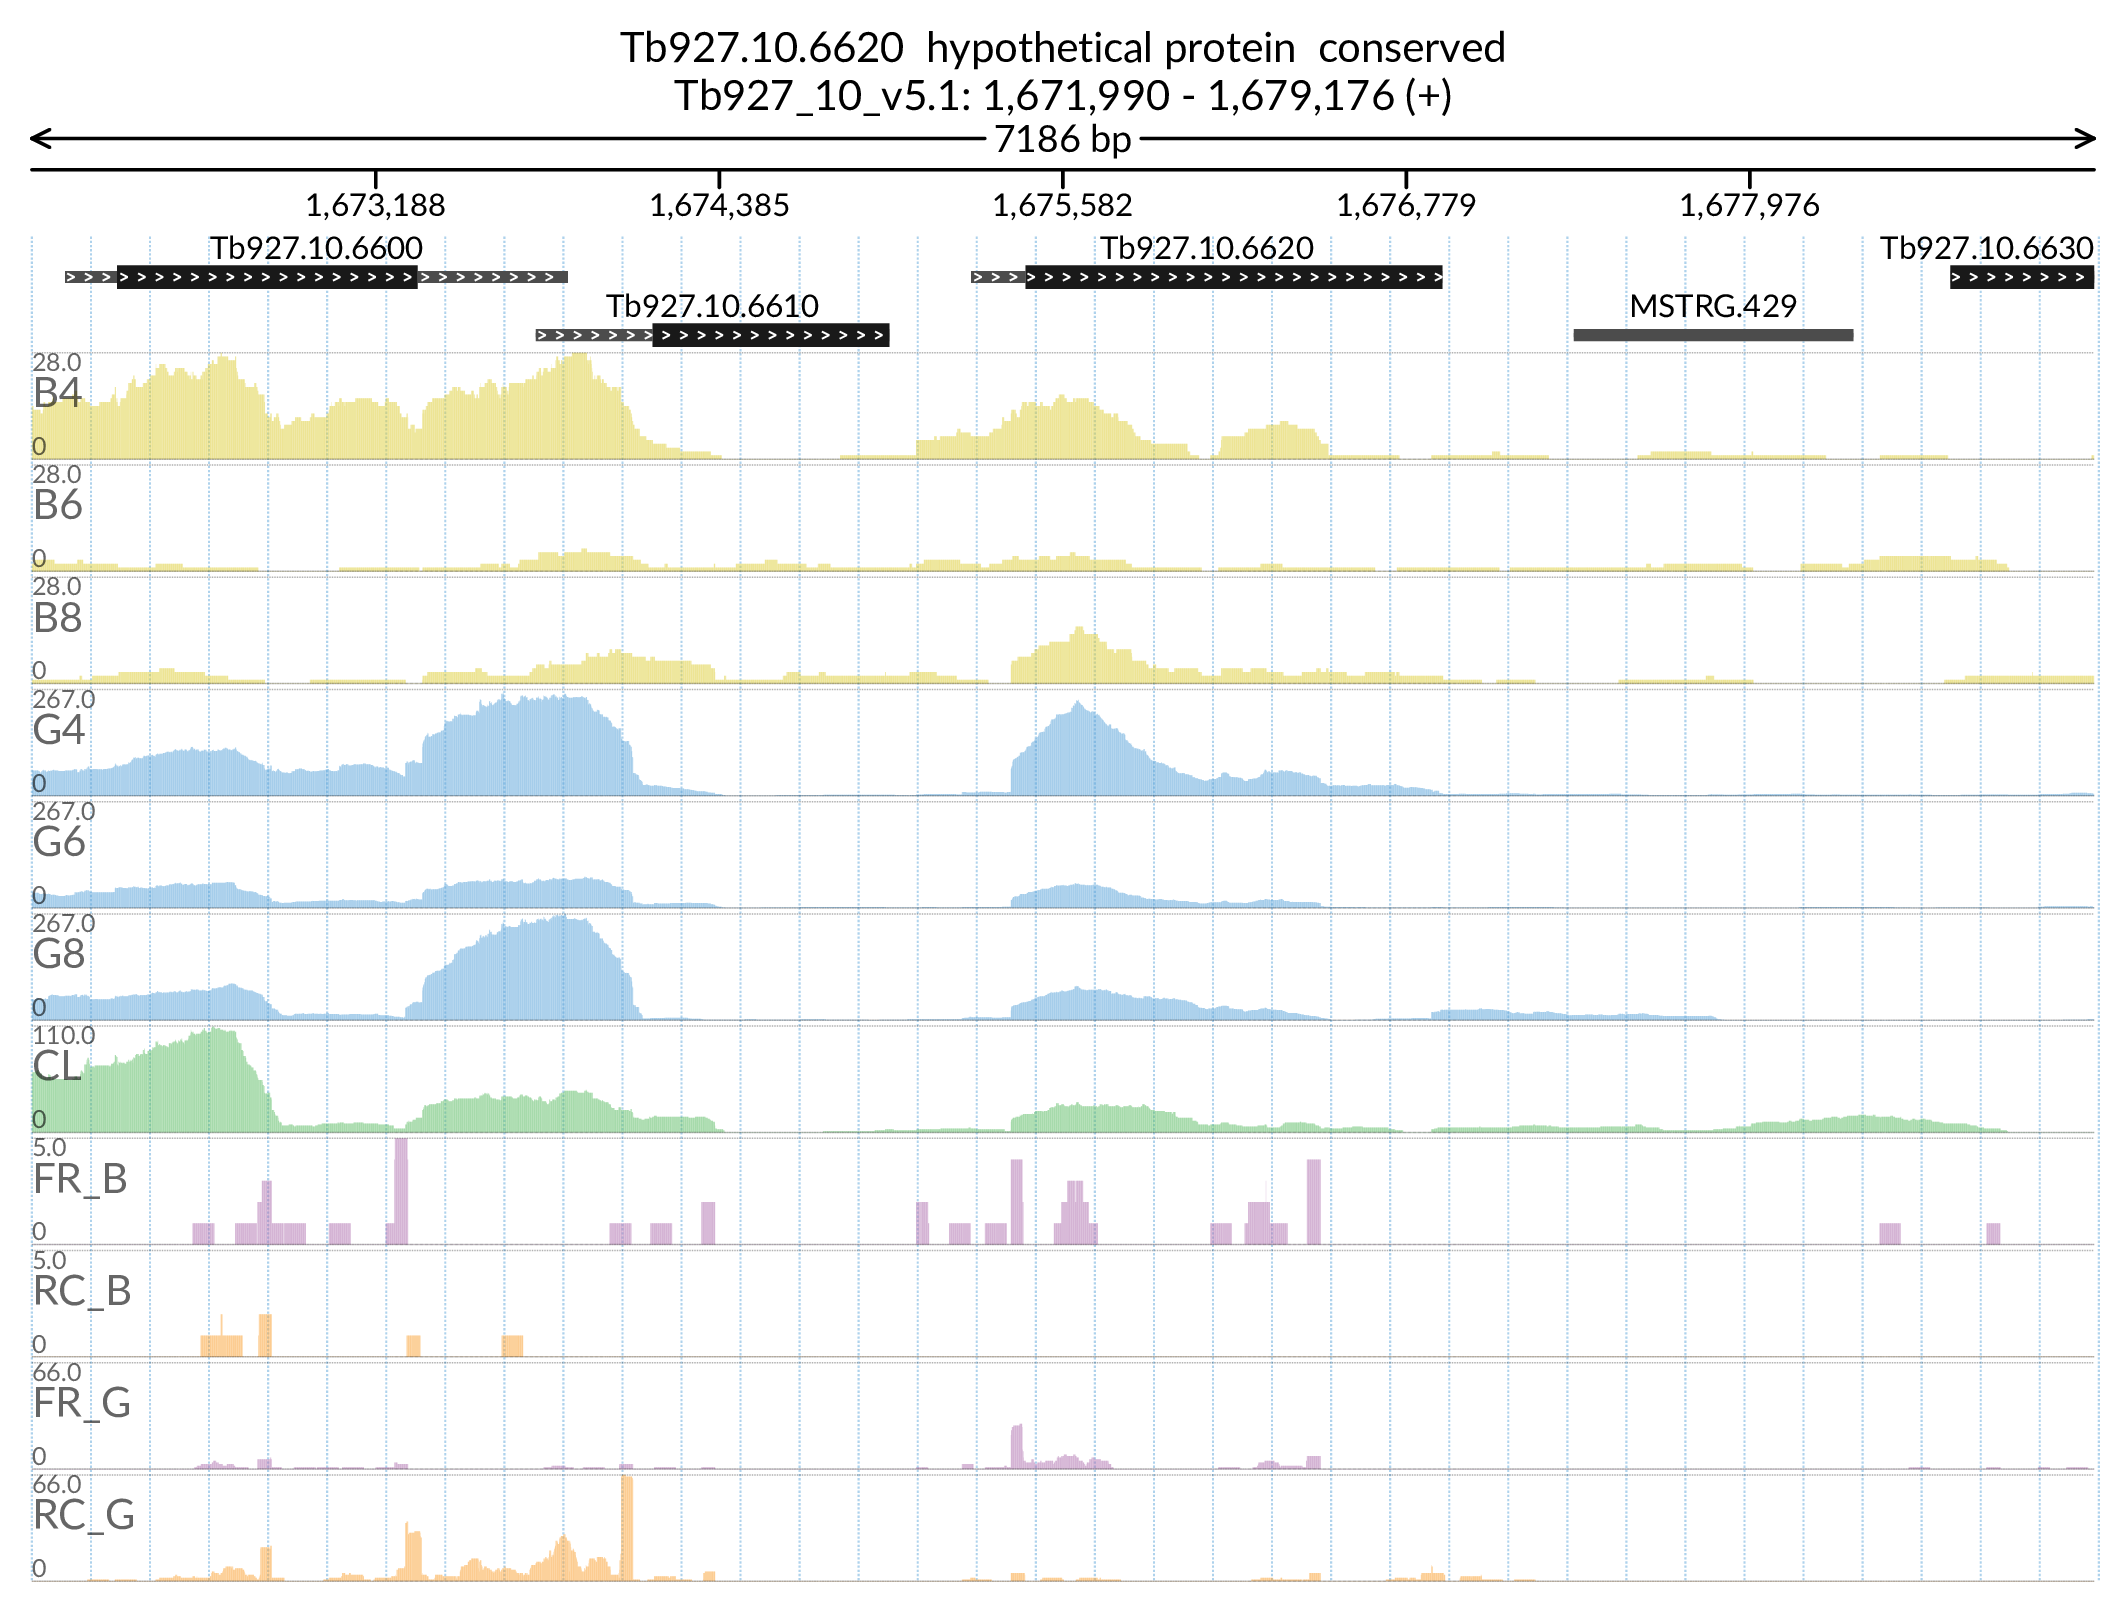 Tb927.10.6620  hypothetical protein  conserved
Tb927_10_v5.1: 1,671,990 - 1,679,176 (+)
7186 bp
1,673,188 1,674,385 1,675,582 1,676,779 1,677,976
Tb927.10.6600 Tb927.10.6620 Tb927.10.6630
Tb927.10.6610 MSTRG.429
28.0
B4
0
28.0
B6
0
28.0
B8
0
267.0
G4
0
267.0
G6
0
267.0
G8
0
110.0
CL
0
5.0
FR_B
0
5.0
RC_B
0
66.0
FR_G
0
66.0
RC_G
0